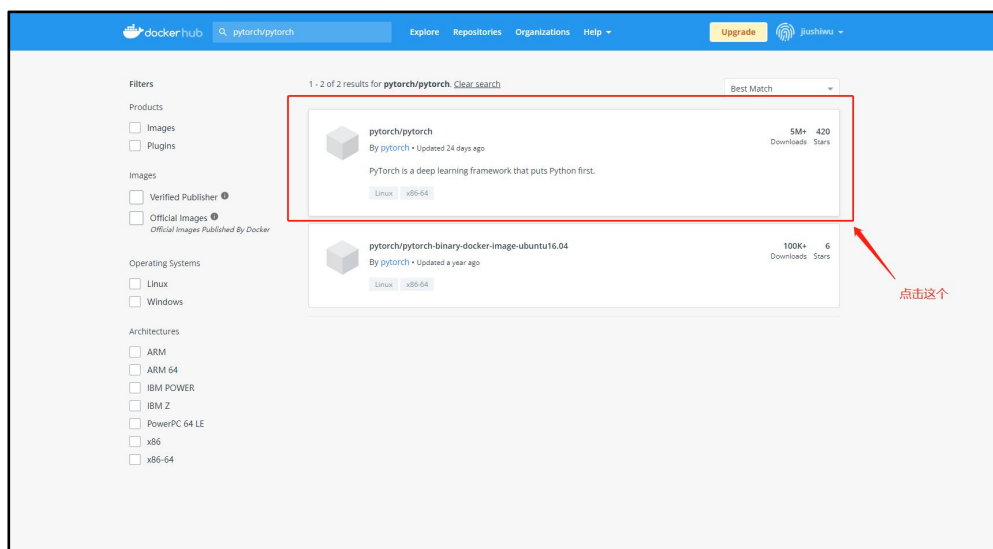 dockerhub pytorch/pytorch Explore Repositories Organizations Help Upgrade jiushiwu
Filters
1 - 2 of 2 results for pytorch/pytorch. Clear search
Best Match
Products
Images
Plugins
Images
Verified Publisher
Official Images
Official Images Published By Docker
Operating Systems
Linux
Windows
Architectures
ARM
ARM 64
IBM POWER
IBM Z
PowerPC 64 LE
x86
x86-64
pytorch/pytorch
By pytorch • Updated 24 days ago
PyTorch is a deep learning framework that puts Python first.
Linux x86-64
5M+ 420
Downloads Stars
pytorch/pytorch-binary-docker-image-ubuntu16.04
By pytorch • Updated a year ago
Linux x86-64
100K+ 6
Downloads Stars
点击这个